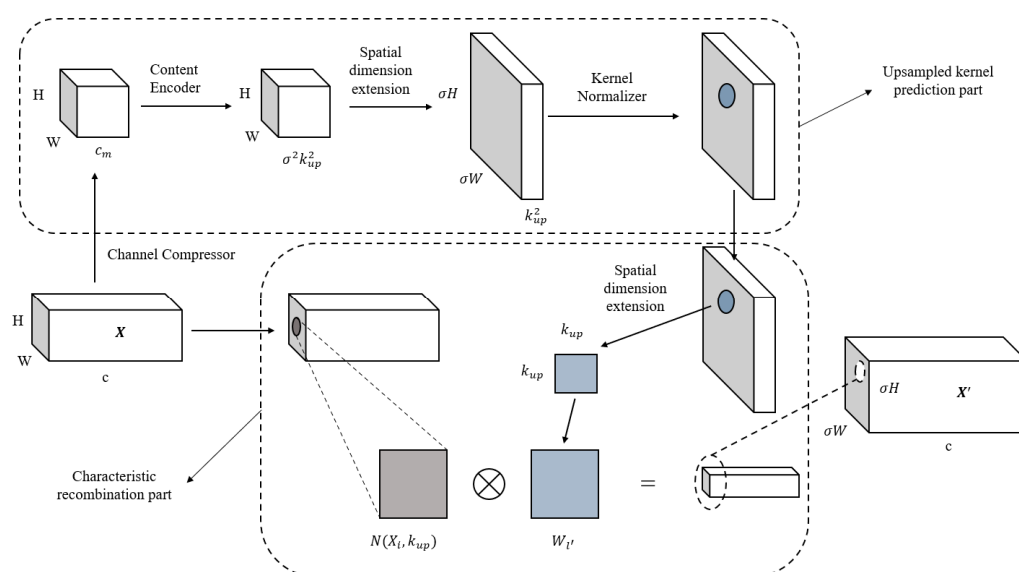 Content
Encoder
Spatial
dimension
extension
Kernel
Normalizer
Upsampled kernel
prediction part
H
W
c_m
H
W
σ²k²_up
σH
σW
k²_up
Channel Compressor
H
W
X
c
Spatial
dimension
extension
k_up
k_up
σH
X′
σW
c
Characteristic
recombination part
N(X_i, k_up)
⊗
W_l′
=